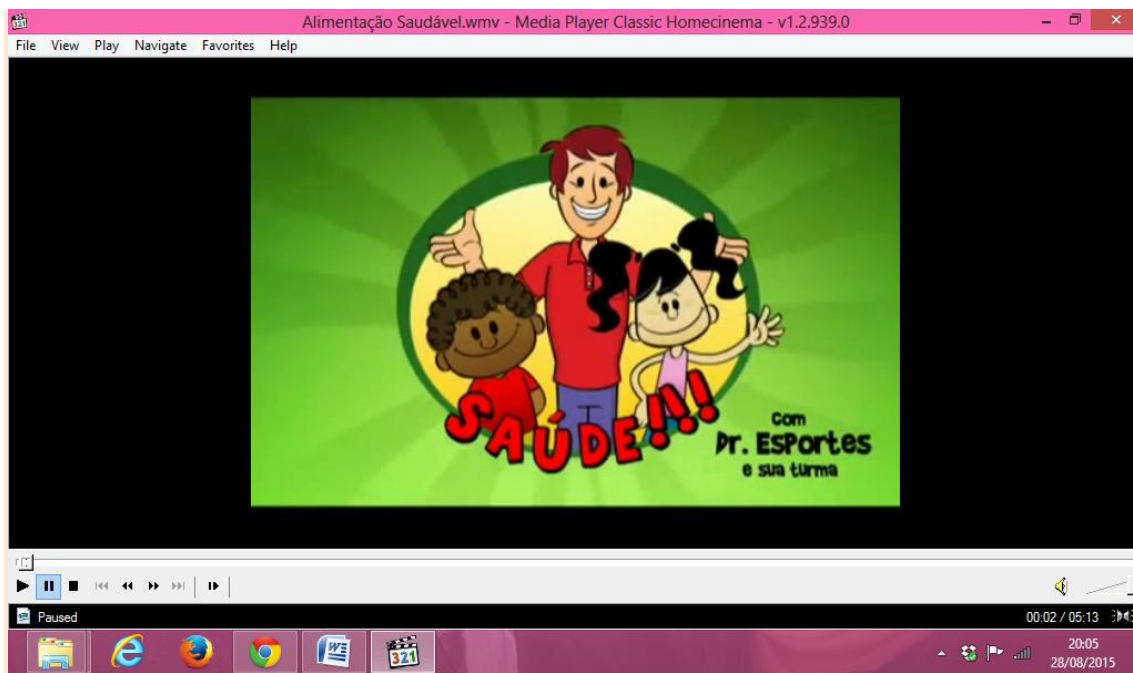 Alimentação Saudável.wmv - Media Player Classic Homecinema - v1.2.939.0
File View Play Navigate Favorites Help
SAÚDE!!!
com
Dr. Esportes
e sua turma
Paused
00:02 / 05:13
321
20:05
28/08/2015